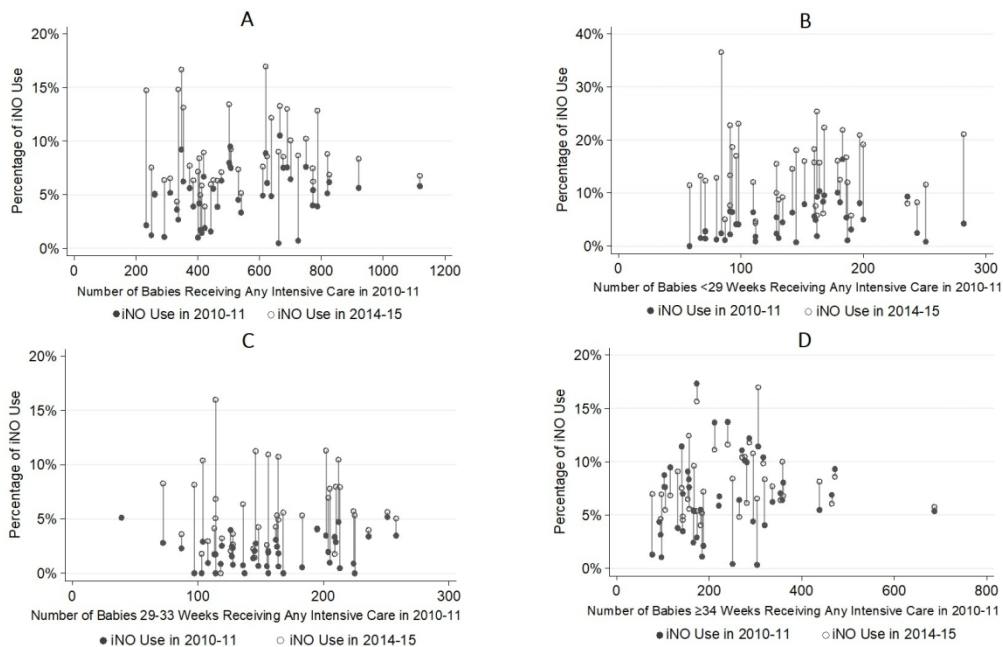 A
20%
15%
10%
5%
0%
Percentage of iNO Use
0 200 400 600 800 1000 1200
Number of Babies Receiving Any Intensive Care in 2010-11
iNO Use in 2010-11 iNO Use in 2014-15
B
40%
30%
20%
10%
0%
Percentage of iNO Use
0 100 200 300
Number of Babies <29 Weeks Receiving Any Intensive Care in 2010-11
iNO Use in 2010-11 iNO Use in 2014-15
C
20%
15%
10%
5%
0%
Percentage of iNO Use
0 100 200 300
Number of Babies 29-33 Weeks Receiving Any Intensive Care in 2010-11
iNO Use in 2010-11 iNO Use in 2014-15
D
20%
15%
10%
5%
0%
Percentage of iNO Use
0 200 400 600 800
Number of Babies ≥34 Weeks Receiving Any Intensive Care in 2010-11
iNO Use in 2010-11 iNO Use in 2014-15